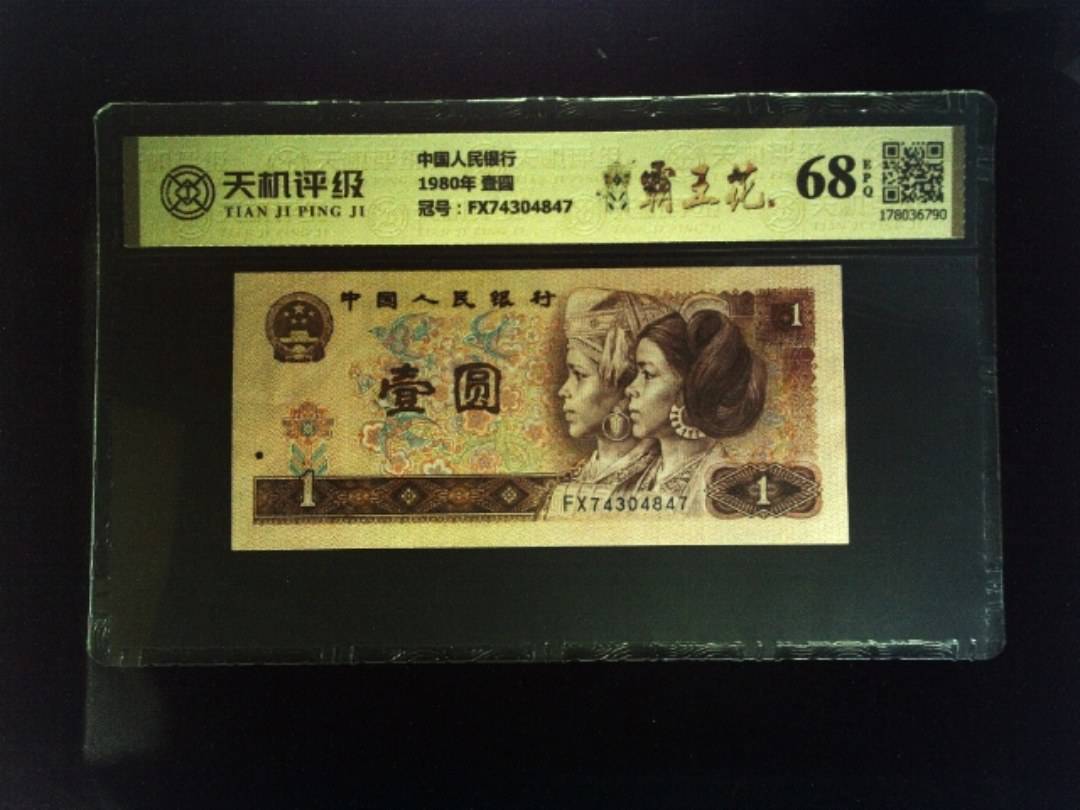 天机评级
TIAN JI PING JI
中国人民银行
1980年 壹圆
冠号：FX74304847
霸王花
68
EPQ
178036790
中国人民银行
1
壹圆
1
FX74304847
1